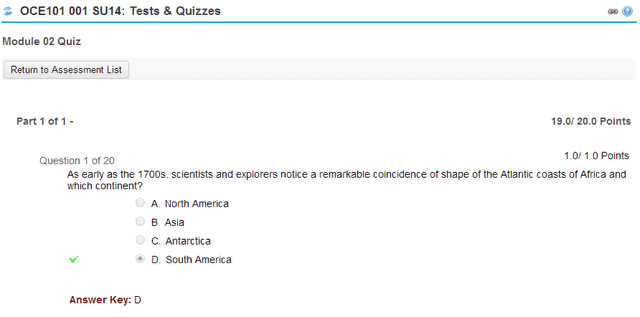 OCE101 001 SU14: Tests & Quizzes
Module 02 Quiz
Return to Assessment List
Part 1 of 1 -
19.0/ 20.0 Points
Question 1 of 20
1.0/ 1.0 Points
As early as the 1700s, scientists and explorers notice a remarkable coincidence of shape of the Atlantic coasts of Africa and
which continent?
A. North America
B. Asia
C. Antarctica
D. South America
Answer Key: D